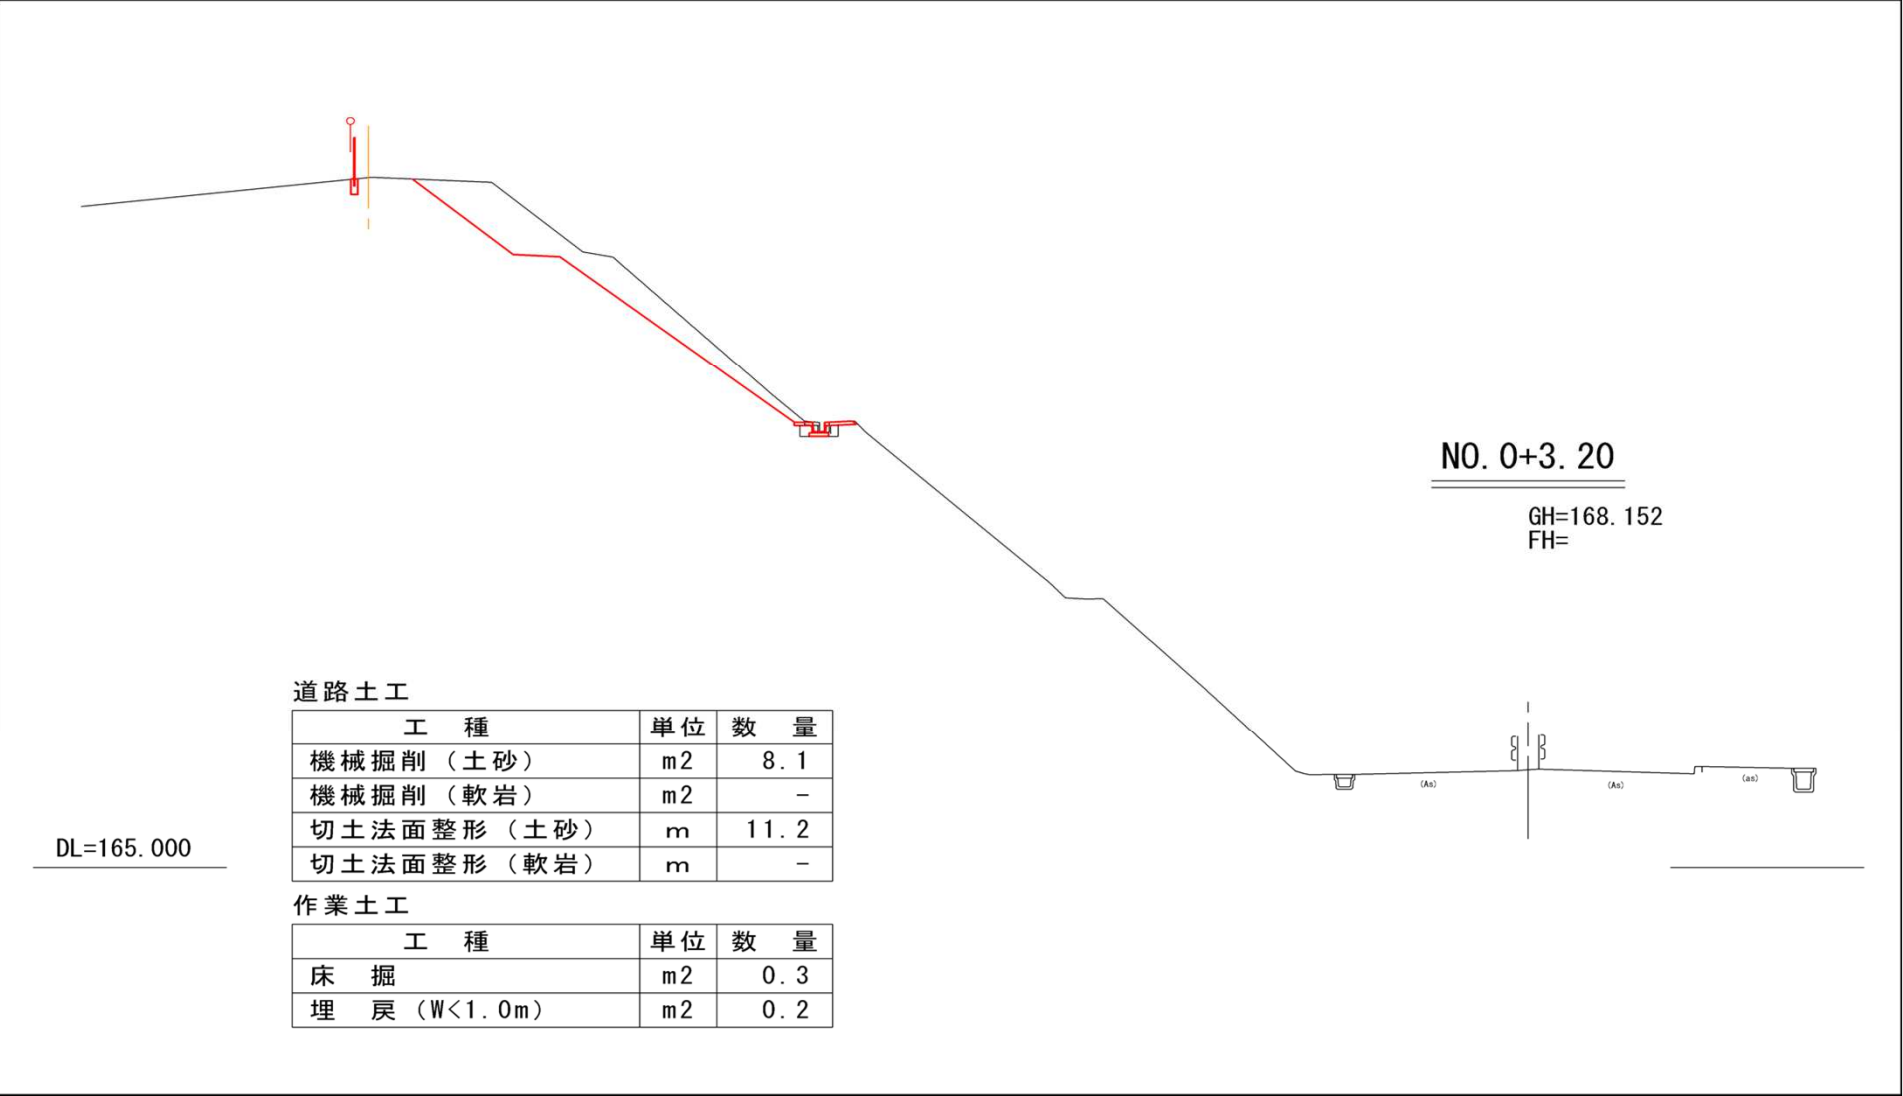 NO.0+3.20
GH=168.152
FH=
道路土工
工 種 単位 数 量
機械掘削(土砂) m2 8.1
機械掘削(軟岩) m2 -
切土法面整形(土砂) m 11.2
切土法面整形(軟岩) m -
(As) (As) (as)
DL=165.000
作業土工
工 種 単位 数 量
床 掘 m2 0.3
埋 戻(W<1.0m) m2 0.2